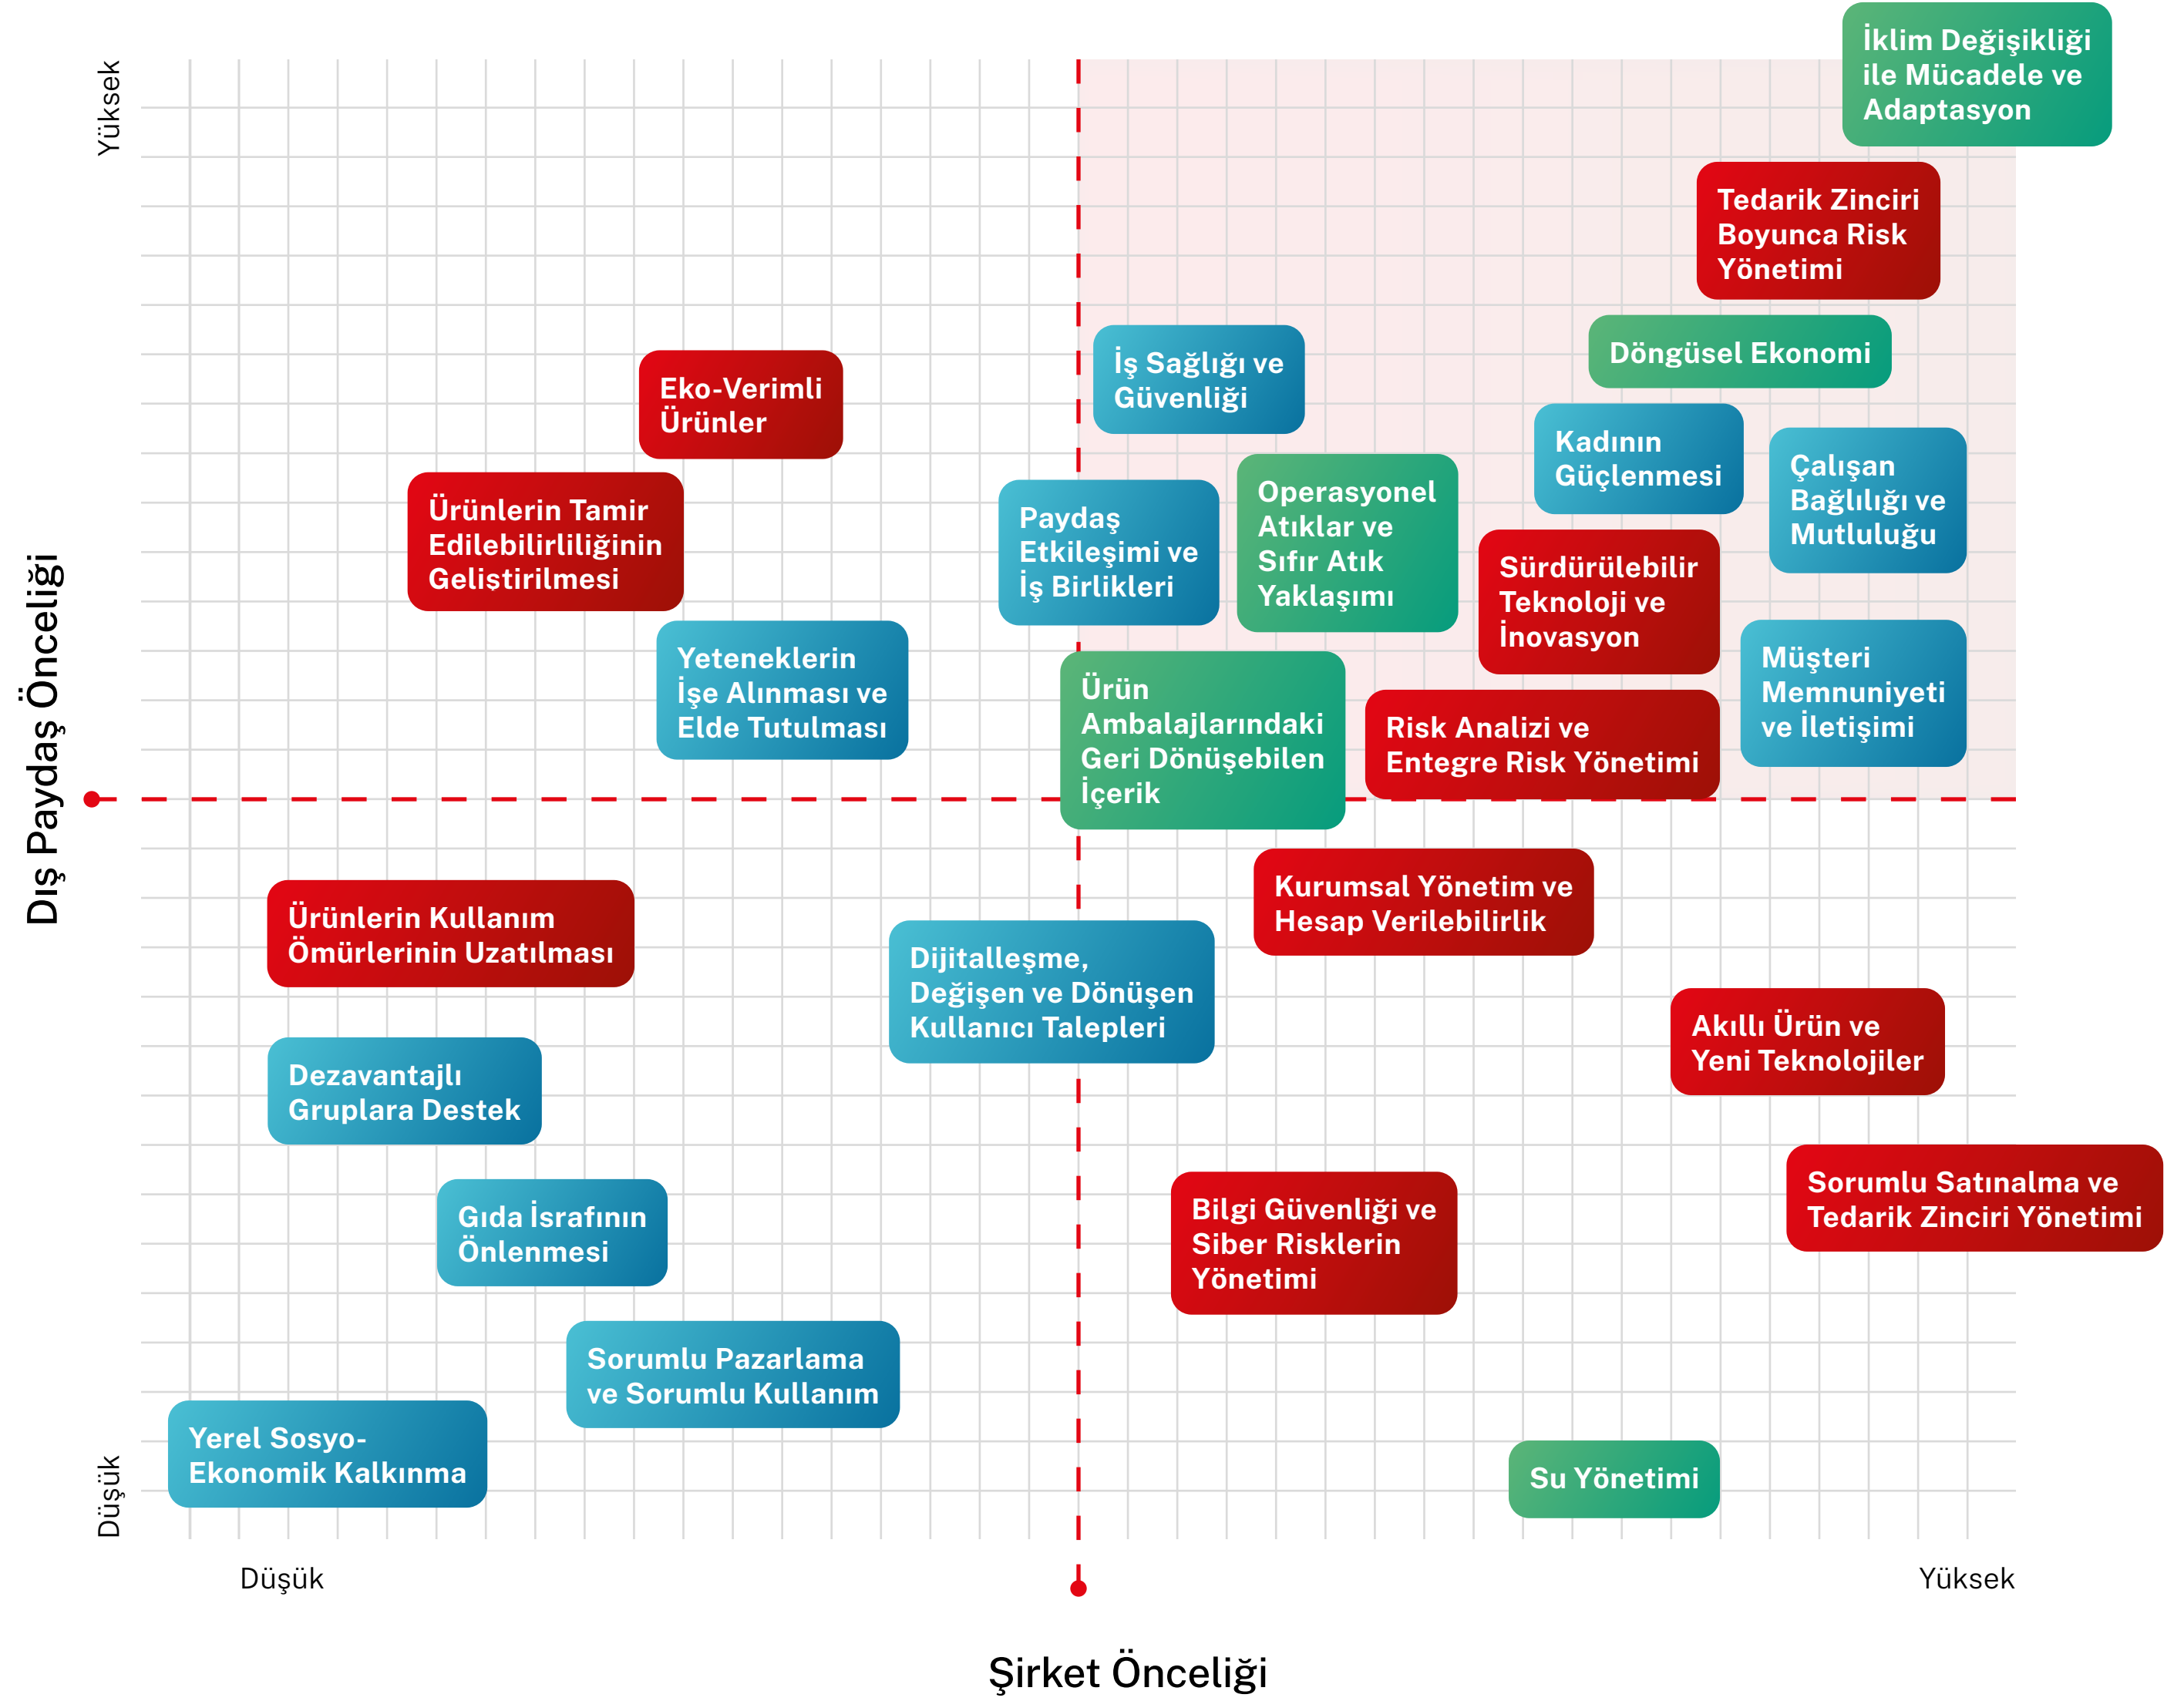 Yüksek
İklim Değişikliği
ile Mücadele ve
Adaptasyon
Tedarik Zinciri
Boyunca Risk
Yönetimi
Döngüsel Ekonomi
İş Sağlığı ve
Güvenliği
Eko-Verimli
Ürünler
Kadının
Güçlenmesi
Çalışan
Bağlılığı ve
Mutluluğu
Operasyonel
Atıklar ve
Sıfır Atık
Yaklaşımı
Paydaş
Etkileşimi ve
İş Birlikleri
Ürünlerin Tamir
Edilebilirliliğinin
Geliştirilmesi
Sürdürülebilir
Teknoloji ve
İnovasyon
Yeteneklerin
İşe Alınması ve
Elde Tutulması
Müşteri
Memnuniyeti
ve İletişimi
Ürün
Ambalajlarındaki
Geri Dönüşebilen
İçerik
Risk Analizi ve
Entegre Risk Yönetimi
Dış Paydaş Önceliği
Kurumsal Yönetim ve
Hesap Verilebilirlik
Ürünlerin Kullanım
Ömürlerinin Uzatılması
Dijitalleşme,
Değişen ve Dönüşen
Kullanıcı Talepleri
Akıllı Ürün ve
Yeni Teknolojiler
Dezavantajlı
Gruplara Destek
Sorumlu Satınalma ve
Tedarik Zinciri Yönetimi
Bilgi Güvenliği ve
Siber Risklerin
Yönetimi
Gıda İsrafının
Önlenmesi
Sorumlu Pazarlama
ve Sorumlu Kullanım
Yerel Sosyo-
Ekonomik Kalkınma
Su Yönetimi
Düşük
Düşük
Yüksek
Şirket Önceliği